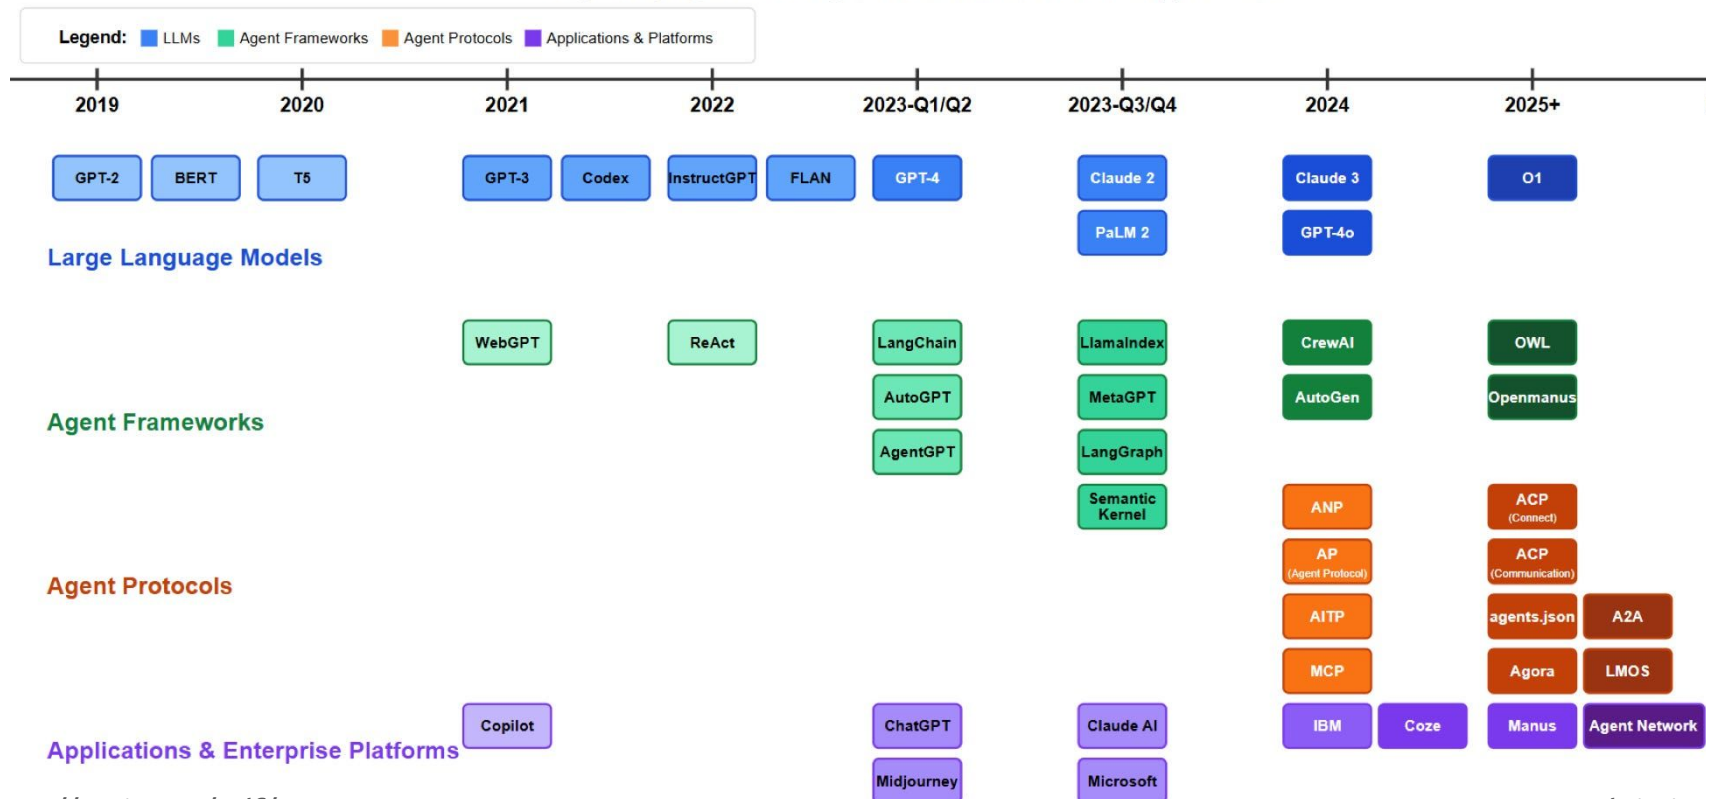 Legend: LLMs Agent Frameworks Agent Protocols Applications & Platforms
2019 2020 2021 2022 2023-Q1/Q2 2023-Q3/Q4 2024 2025+
GPT-2 BERT T5 GPT-3 Codex InstructGPT FLAN GPT-4 Claude 2 Claude 3 O1
PaLM 2 GPT-4o
Large Language Models
WebGPT ReAct LangChain LlamaIndex CrewAI OWL
AutoGPT MetaGPT AutoGen Openmanus
Agent Frameworks
AgentGPT LangGraph
Semantic
Kernel
ANP
ACP
(Connect)
AP
(Agent Protocol)
ACP
(Communication)
Agent Protocols
AITP agents.json A2A
MCP Agora LMOS
Copilot ChatGPT Claude AI IBM Coze Manus Agent Network
Applications & Enterprise Platforms
Midjourney Microsoft